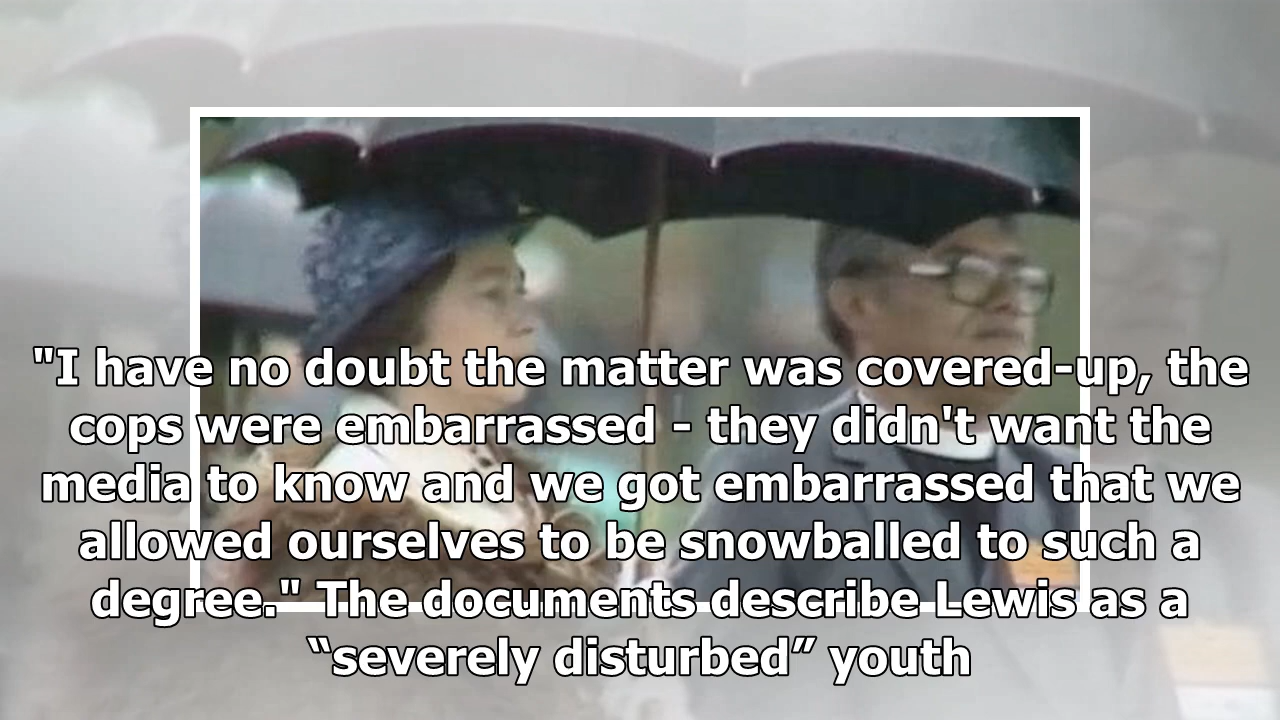 "I have no doubt the matter was covered-up, the
cops were embarrassed - they didn't want the
media to know and we got embarrassed that we
allowed ourselves to be snowballed to such a
degree." The documents describe Lewis as a
“severely disturbed” youth